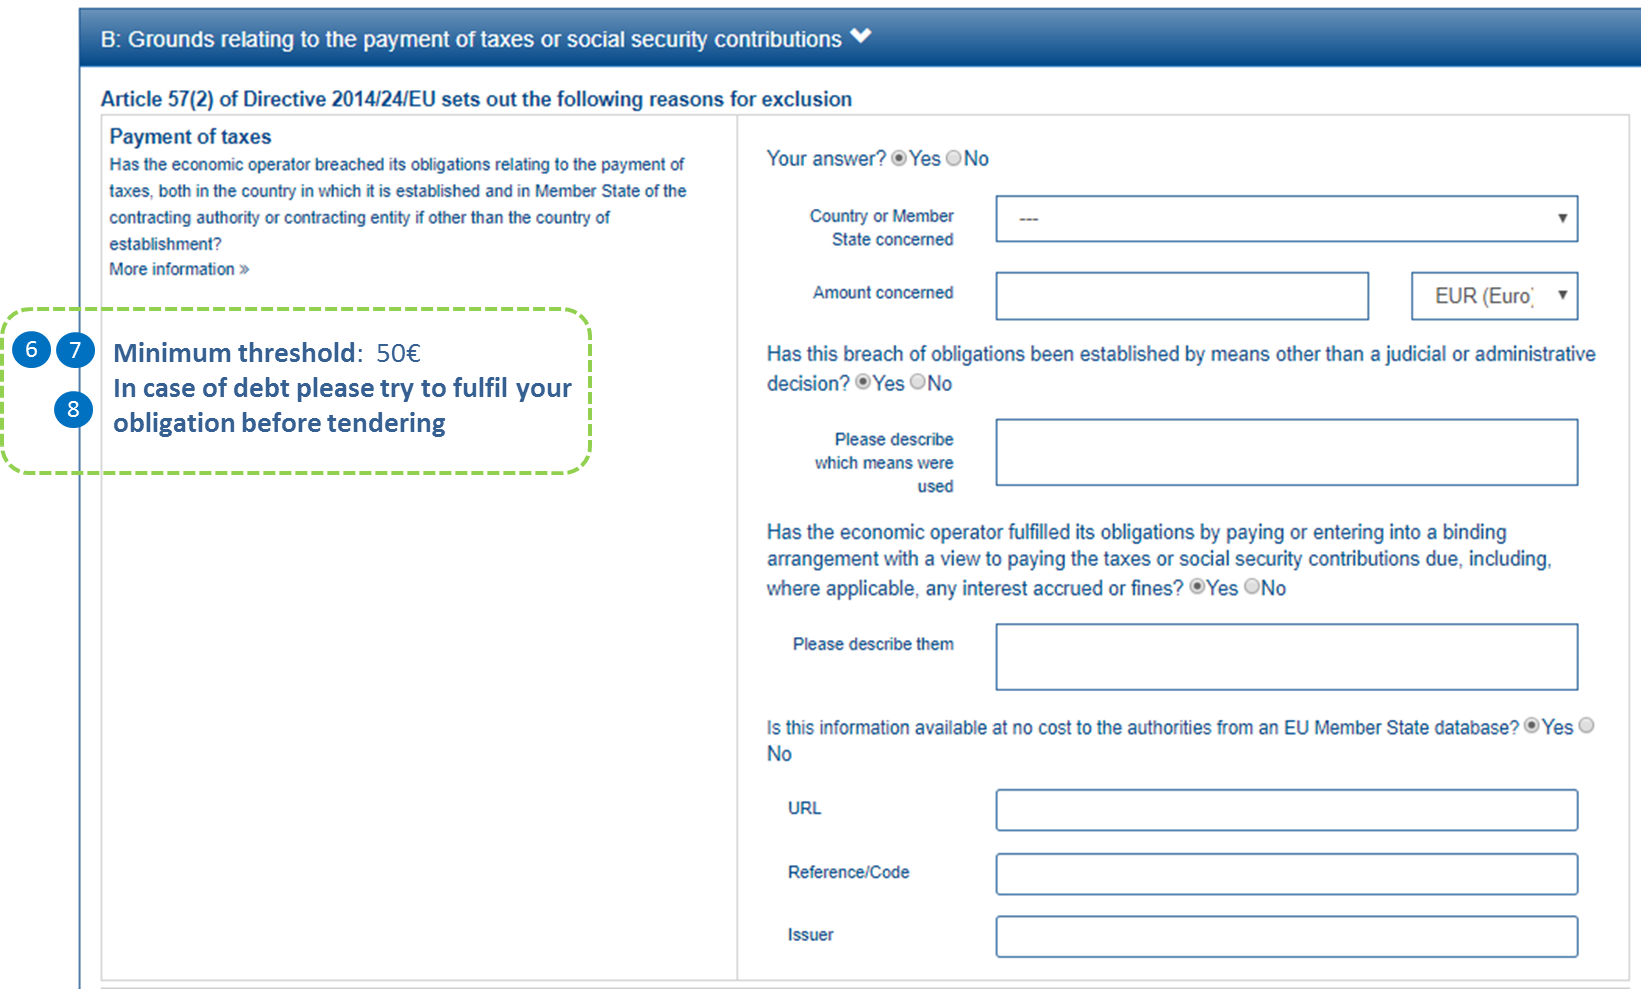 B: Grounds relating to the payment of taxes or social security contributions
Article 57(2) of Directive 2014/24/EU sets out the following reasons for exclusion
Payment of taxes
Has the economic operator breached its obligations relating to the payment of
taxes, both in the country in which it is established and in Member State of the
contracting authority or contracting entity if other than the country of
establishment?
More information »
6 7 Minimum threshold: 50€
In case of debt please try to fulfil your
8
obligation before tendering
Your answer? Yes No
Country or Member
State concerned
---
Amount concerned
EUR (Euro)
Has this breach of obligations been established by means other than a judicial or administrative
decision? Yes No
Please describe
which means were
used
Has the economic operator fulfilled its obligations by paying or entering into a binding
arrangement with a view to paying the taxes or social security contributions due, including,
where applicable, any interest accrued or fines? Yes No
Please describe them
Is this information available at no cost to the authorities from an EU Member State database? Yes
No
URL
Reference/Code
Issuer